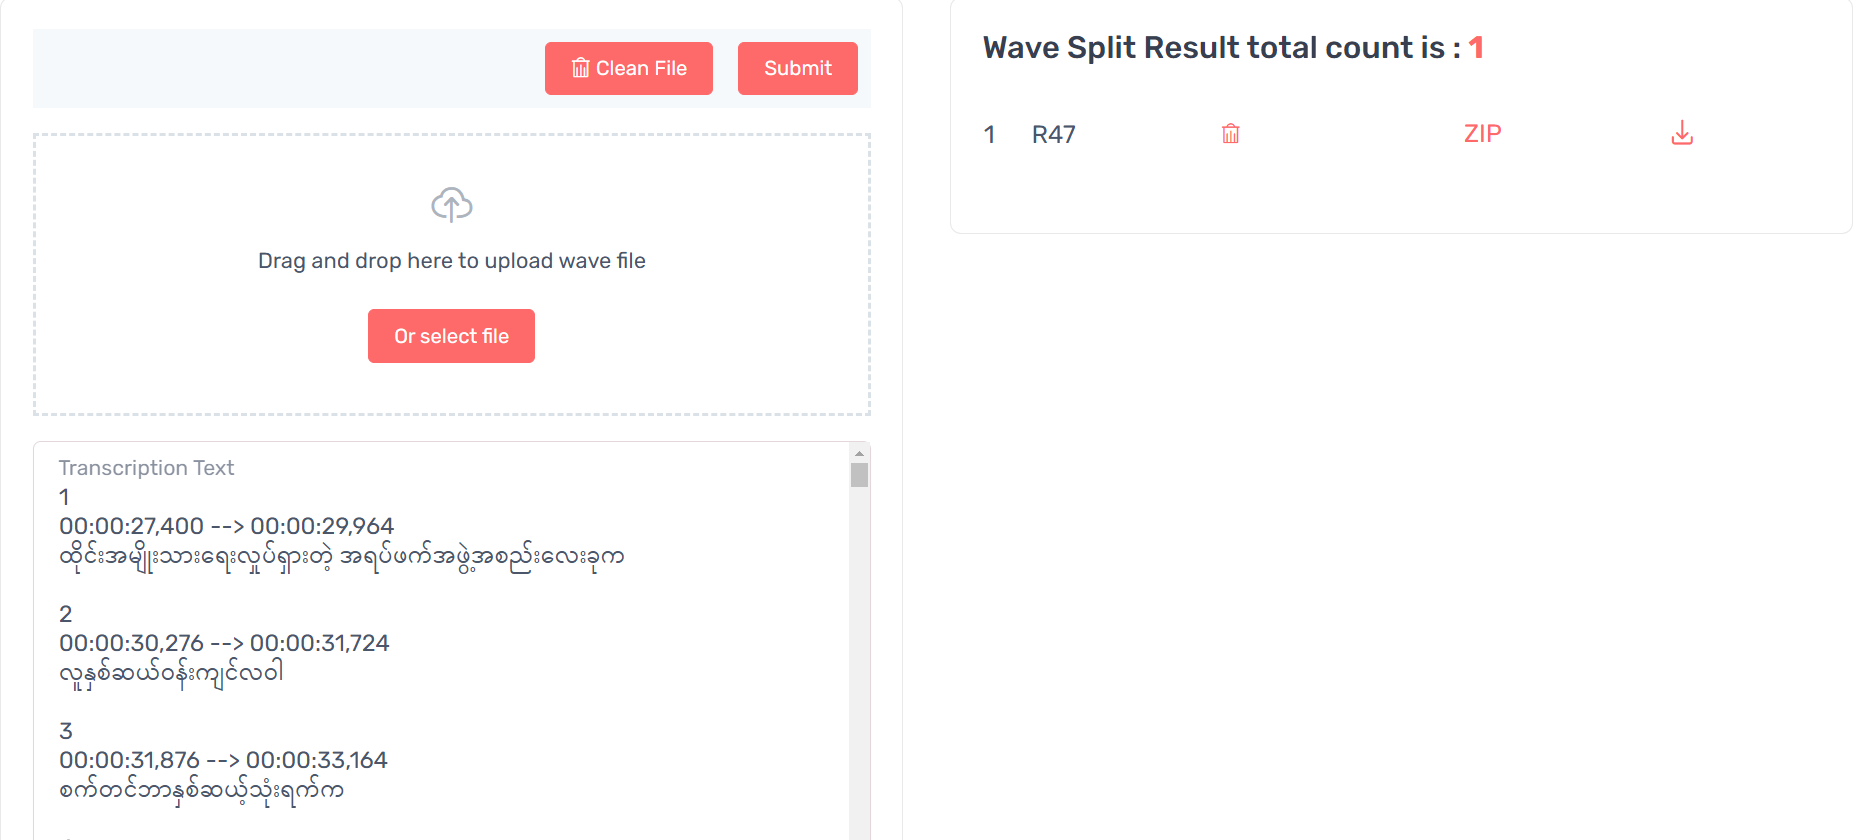 Clean File
Submit
Drag and drop here to upload wave file
Or select file
Transcription Text
1
00:00:27,400 --> 00:00:29,964
ထိုင်းအမျိုးသားရေးလှုပ်ရှားတဲ့ အရပ်ဖက်အဖွဲ့အစည်းလေးခုက
2
00:00:30,276 --> 00:00:31,724
လူနှစ်ဆယ်ဝန်းကျင်လဝါ
3
00:00:31,876 --> 00:00:33,164
စက်တင်ဘာနှစ်ဆယ့်သုံးရက်က
Wave Split Result total count is : 1
1 R47 ZIP